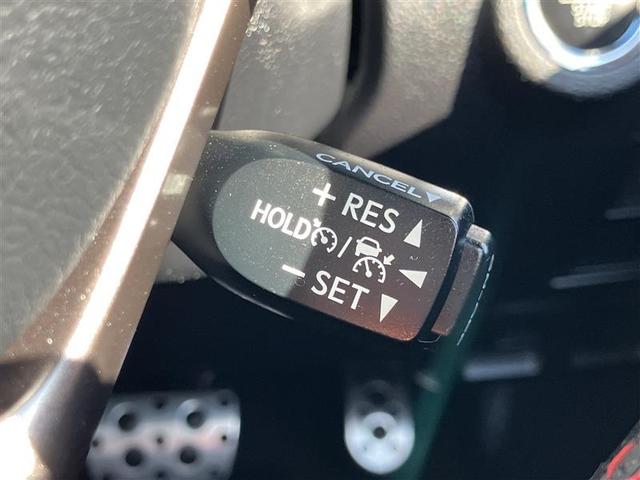 CANCEL
+ RES
HOLD /
- SET